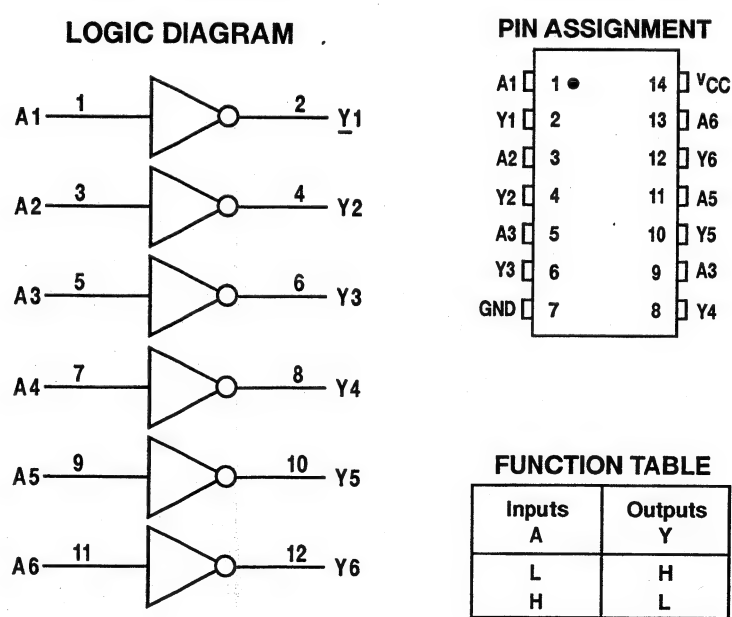 LOGIC DIAGRAM
A1 1 2 Y1
A2 3 4 Y2
A3 5 6 Y3
A4 7 8 Y4
A5 9 10 Y5
A6 11 12 Y6
PIN ASSIGNMENT
A1 1 14 VCC
Y1 2 13 A6
A2 3 12 Y6
Y2 4 11 A5
A3 5 10 Y5
Y3 6 9 A3
GND 7 8 Y4
FUNCTION TABLE
Inputs Outputs
A Y
L H
H L